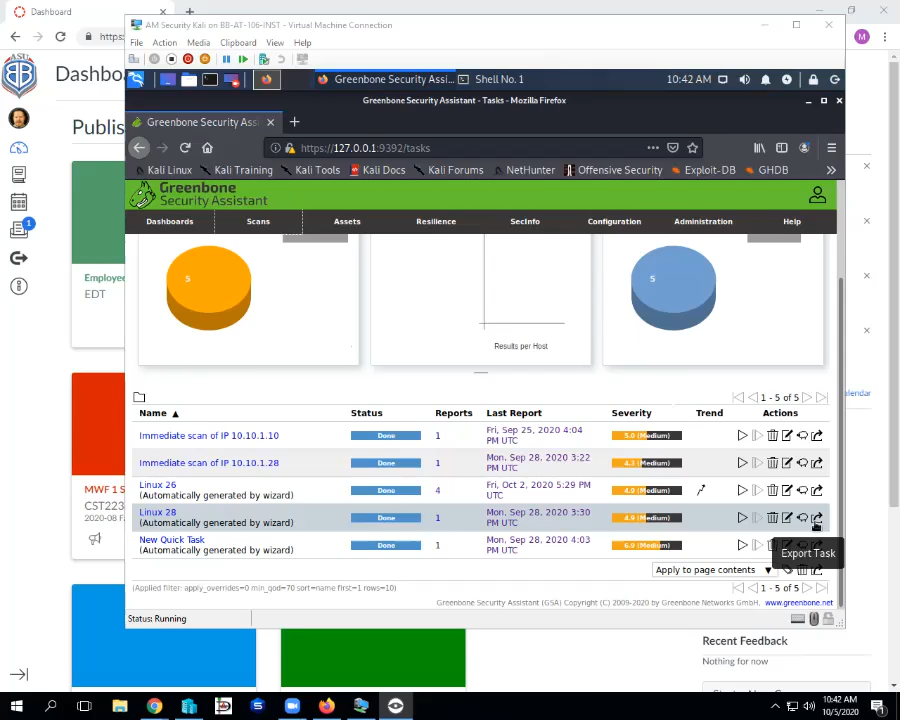 Dashboard
AM Security Kali on BB-AT-106-INST - Virtual Machine Connection
File Action Media Clipboard View Help
https:
M
Greenbone Security Assi...
Shell No. 1
10:42 AM
Greenbone Security Assistant - Tasks - Mozilla Firefox
Greenbone Security Assi
https://127.0.0.1:9392/tasks
Kali Linux Kali Training Kali Tools Kali Docs Kali Forums NetHunter Offensive Security Exploit-DB GHDB
ASU
Dashbo
Publis
Greenbone
Security Assistant
Dashboards Scans Assets Resilience SecInfo Configuration Administration Help
1
5
5
Results per Host
Employee
EDT
alendar
1 - 5 of 5
Name ▲ Status Reports Last Report Severity Trend Actions
Immediate scan of IP 10.10.1.10 Done 1 Fri, Sep 25, 2020 4:04 PM UTC 5.0 (Medium)
Immediate scan of IP 10.10.1.28 Done 1 Mon, Sep 28, 2020 3:22 PM UTC 4.3 (Medium)
Linux 26
(Automatically generated by wizard) Done 4 Fri, Oct 2, 2020 5:29 PM UTC 4.9 (Medium)
Linux 28
(Automatically generated by wizard) Done 1 Mon, Sep 28, 2020 3:30 PM UTC 4.9 (Medium)
New Quick Task
(Automatically generated by wizard) Done 1 Mon, Sep 28, 2020 4:03 PM UTC 6.9 (Medium)
Export Task
Apply to page contents ▼
(Applied filter: apply_overrides=0 min_qod=70 sort=name first=1 rows=10)
1 - 5 of 5
Greenbone Security Assistant (GSA) Copyright (C) 2009-2020 by Greenbone Networks GmbH, www.greenbone.net
MWF 1 S
CST223
2020-08 F
Status: Running
Recent Feedback
Nothing for now
10:42 AM
10/5/2020
1